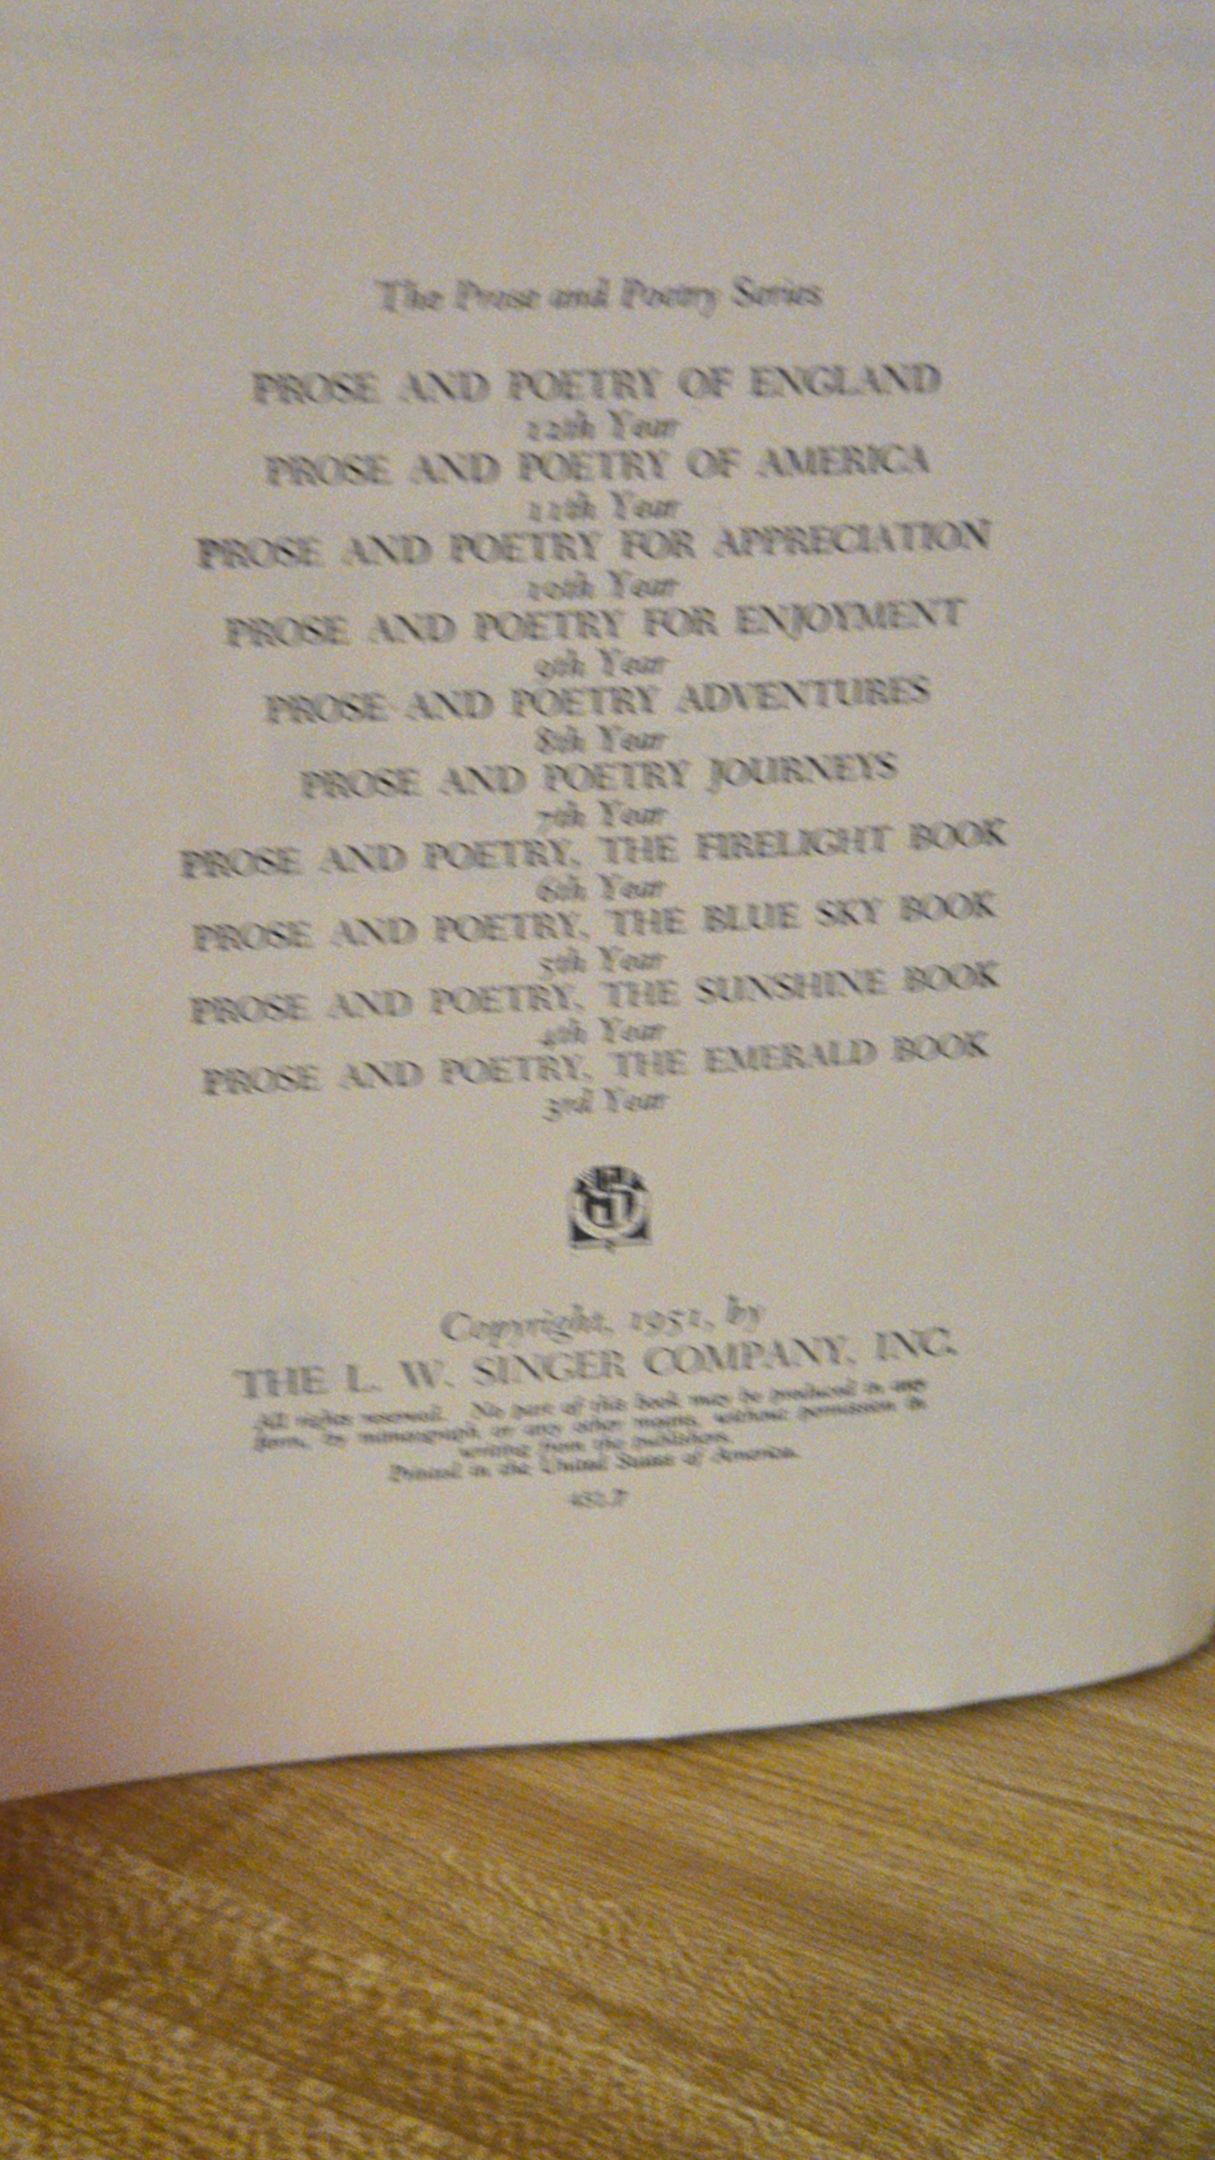 The Prose and Poetry Series
PROSE AND POETRY OF ENGLAND
12th Year
PROSE AND POETRY OF AMERICA
11th Year
PROSE AND POETRY FOR APPRECIATION
10th Year
PROSE AND POETRY FOR ENJOYMENT
9th Year
PROSE AND POETRY ADVENTURES
8th Year
PROSE AND POETRY JOURNEYS
7th Year
PROSE AND POETRY, THE FIRELIGHT BOOK
6th Year
PROSE AND POETRY, THE BLUE SKY BOOK
5th Year
PROSE AND POETRY, THE SUNSHINE BOOK
4th Year
PROSE AND POETRY, THE EMERALD BOOK
3rd Year
Copyright, 1951, by
THE L. W. SINGER COMPANY, INC.
All rights reserved. No part of this book may be produced in any
form, by mimeograph or any other means, without permission in
writing from the publishers.
Printed in the United States of America.